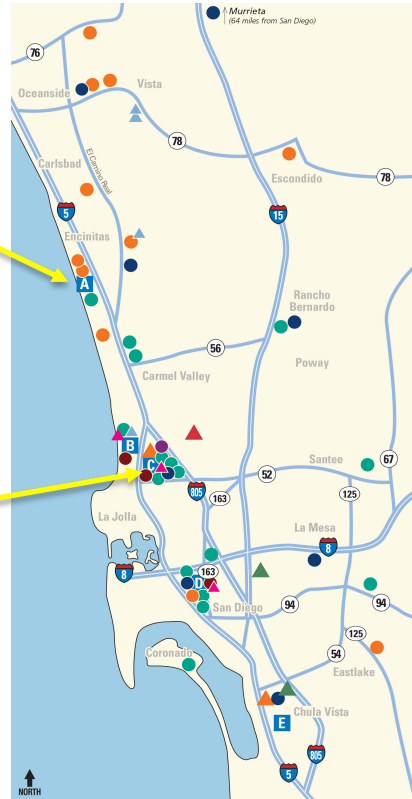 Murrieta
(64 miles from San Diego)
76
Vista
Oceanside
78
El Camino Real
Carlsbad
Escondido
78
5
15
Encinitas
A
Rancho
Bernardo
56
Poway
Carmel Valley
B
C
Santee
67
52
805
163
125
La Jolla
La Mesa
8
8
163
D
94
94
San Diego
125
54
Coronado
Eastlake
Chula Vista
E
805
5
NORTH